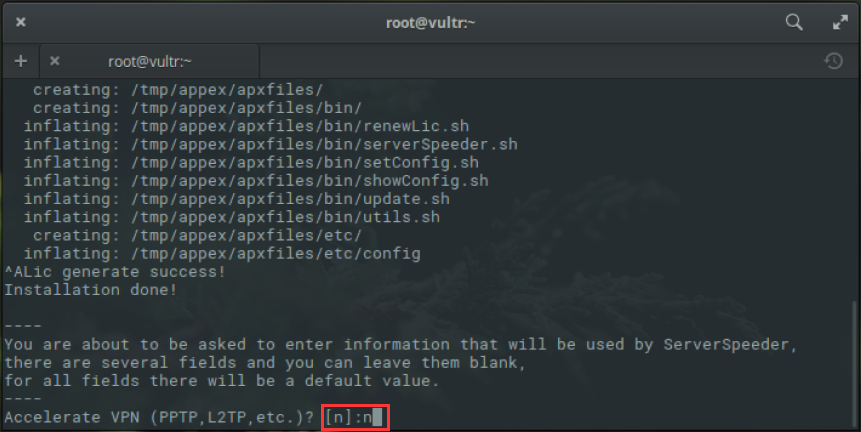 root@vultr:~
root@vultr:~
creating: /tmp/appex/apxfiles/
creating: /tmp/appex/apxfiles/bin/
inflating: /tmp/appex/apxfiles/bin/renewLic.sh
inflating: /tmp/appex/apxfiles/bin/serverSpeeder.sh
inflating: /tmp/appex/apxfiles/bin/setConfig.sh
inflating: /tmp/appex/apxfiles/bin/showConfig.sh
inflating: /tmp/appex/apxfiles/bin/update.sh
inflating: /tmp/appex/apxfiles/bin/utils.sh
creating: /tmp/appex/apxfiles/etc/
inflating: /tmp/appex/apxfiles/etc/config
^ALic generate success!
Installation done!
----
You are about to be asked to enter information that will be used by ServerSpeeder,
there are several fields and you can leave them blank,
for all fields there will be a default value.
----
Accelerate VPN (PPTP,L2TP,etc.)? [n]:n